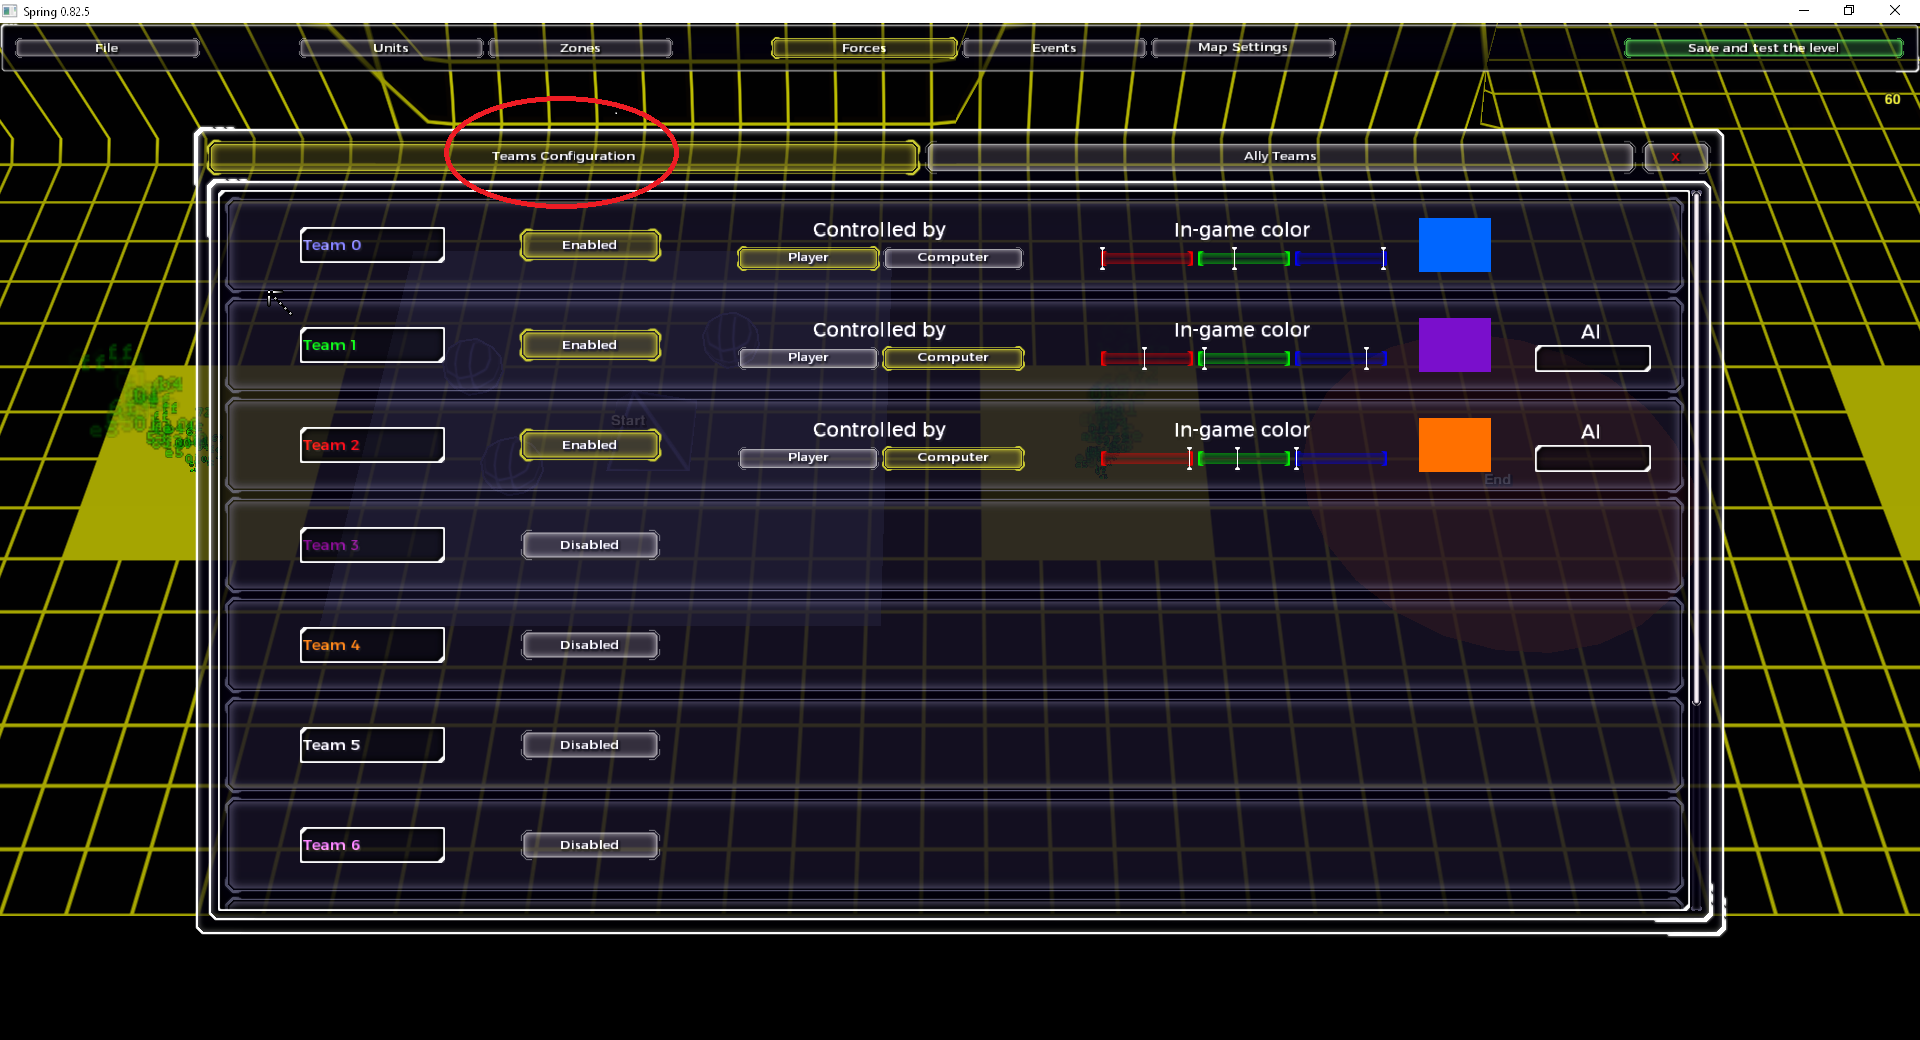 Spring 0.82.5
File Units Zones Forces Events Map Settings Save and test the level
60
Teams Configuration Ally Teams x
Team 0 Enabled Controlled by Player Computer In-game color
Team 1 Enabled Controlled by Player Computer In-game color AI
Start
Team 2 Enabled Controlled by Player Computer In-game color AI
End
Team 3 Disabled
Team 4 Disabled
Team 5 Disabled
Team 6 Disabled